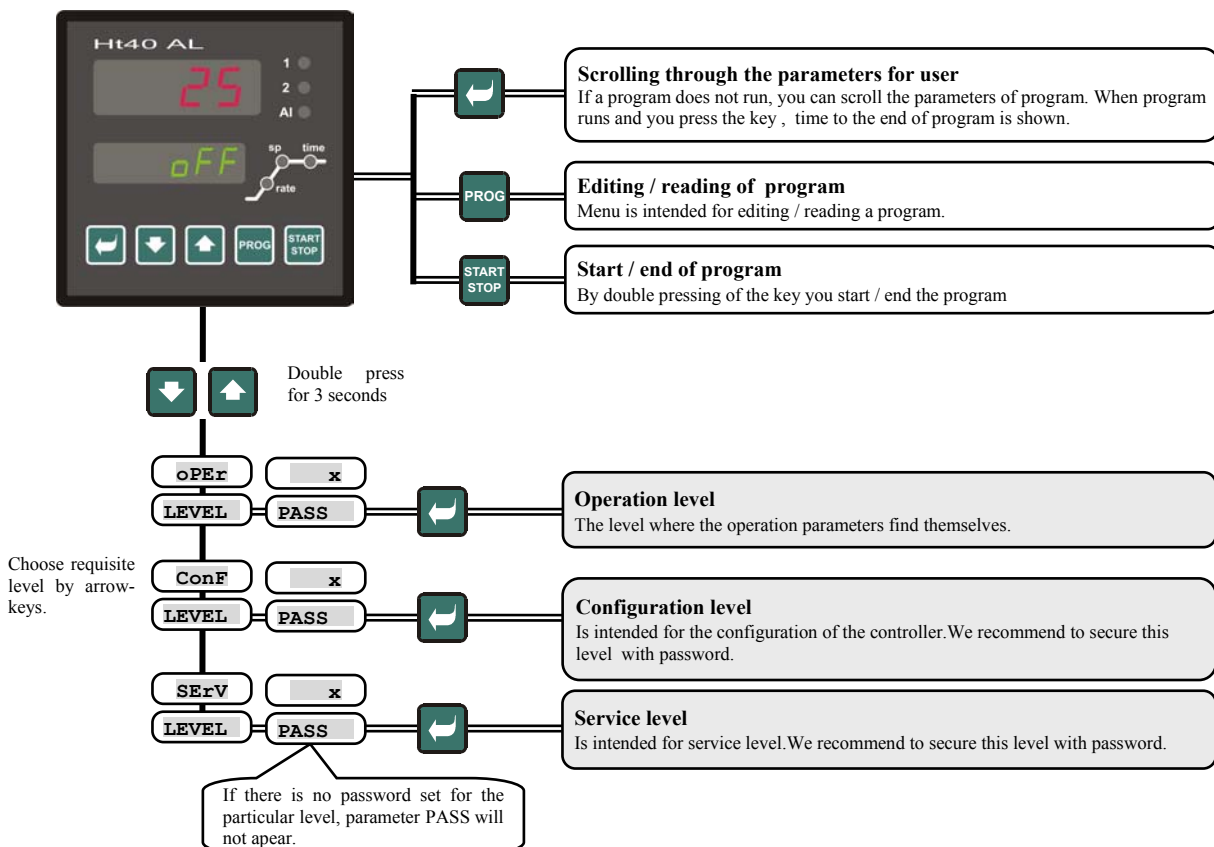 Ht40 AL
25
1
2
AI
oFF
sp
time
rate
PROG
START
STOP
Scrolling through the parameters for user
If a program does not run, you can scroll the parameters of program. When program
runs and you press the key , time to the end of program is shown.
PROG
Editing / reading of program
Menu is intended for editing / reading a program.
START
STOP
Start / end of program
By double pressing of the key you start / end the program
Double press
for 3 seconds
oPEr
x
LEVEL
PASS
Operation level
The level where the operation parameters find themselves.
Choose requisite
level by arrow-
keys.
ConF
x
LEVEL
PASS
Configuration level
Is intended for the configuration of the controller.We recommend to secure this
level with password.
SErV
x
LEVEL
PASS
Service level
Is intended for service level.We recommend to secure this level with password.
If there is no password set for the
particular level, parameter PASS will
not apear.